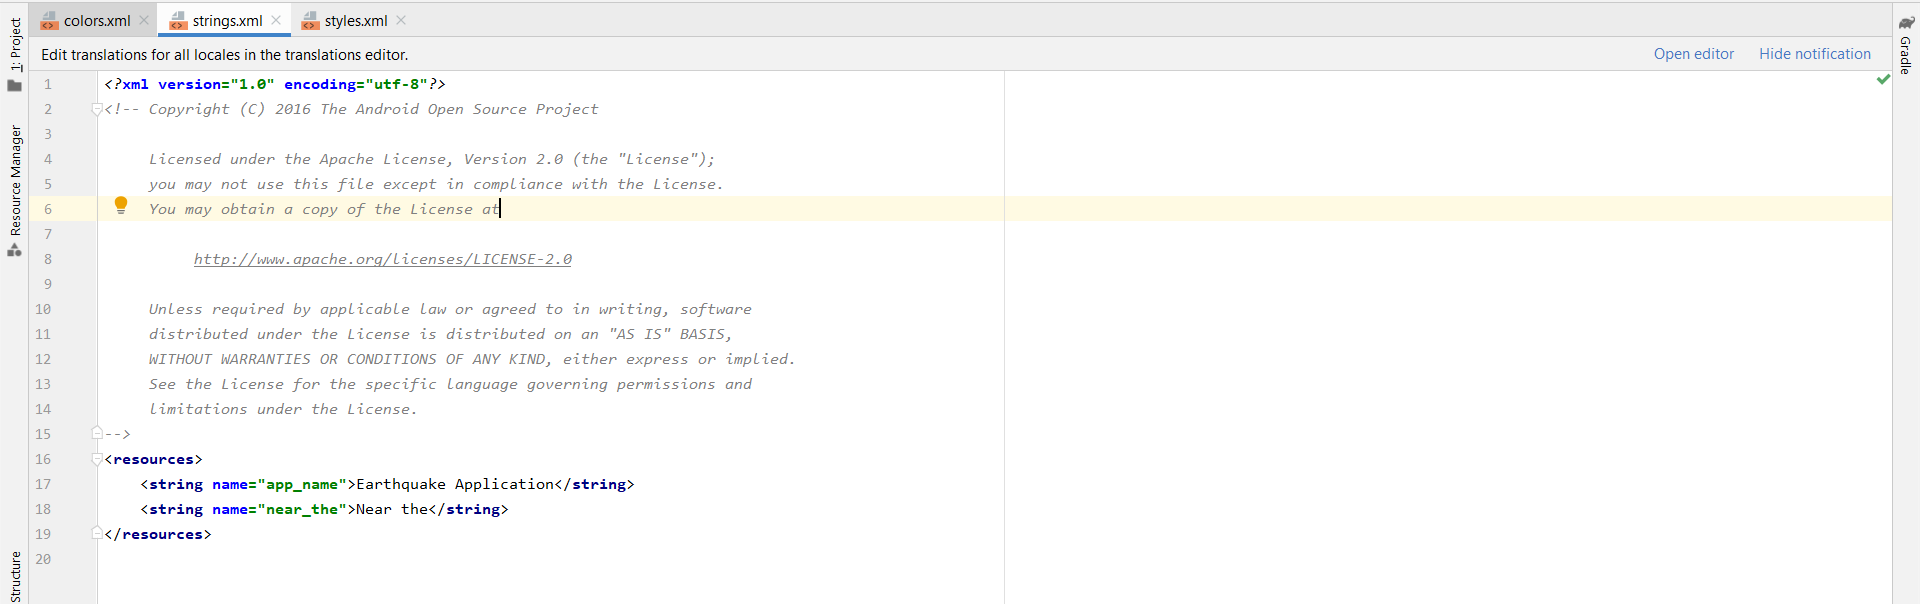 colors.xml
strings.xml
styles.xml
Edit translations for all locales in the translations editor.
Open editor
Hide notification
1: Project
Resource Manager
Structure
Gradle
1 <?xml version="1.0" encoding="utf-8"?>
2 <!-- Copyright (C) 2016 The Android Open Source Project
3
4 Licensed under the Apache License, Version 2.0 (the "License");
5 you may not use this file except in compliance with the License.
6 You may obtain a copy of the License at
7
8 http://www.apache.org/licenses/LICENSE-2.0
9
10 Unless required by applicable law or agreed to in writing, software
11 distributed under the License is distributed on an "AS IS" BASIS,
12 WITHOUT WARRANTIES OR CONDITIONS OF ANY KIND, either express or implied.
13 See the License for the specific language governing permissions and
14 limitations under the License.
15 -->
16 <resources>
17 <string name="app_name">Earthquake Application</string>
18 <string name="near_the">Near the</string>
19 </resources>
20